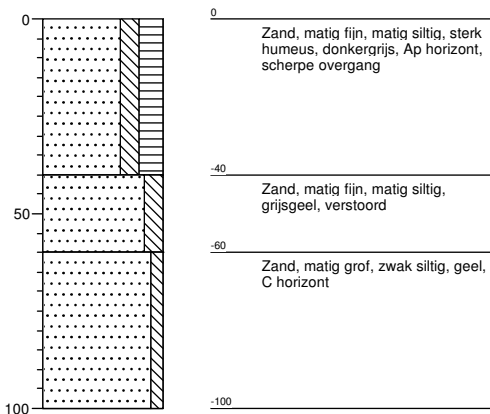 0
50
100
0
Zand, matig fijn, matig siltig, sterk
humeus, donkergrijs, Ap horizont,
scherpe overgang
-40
Zand, matig fijn, matig siltig,
grijsgeel, verstoord
-60
Zand, matig grof, zwak siltig, geel,
C horizont
-100